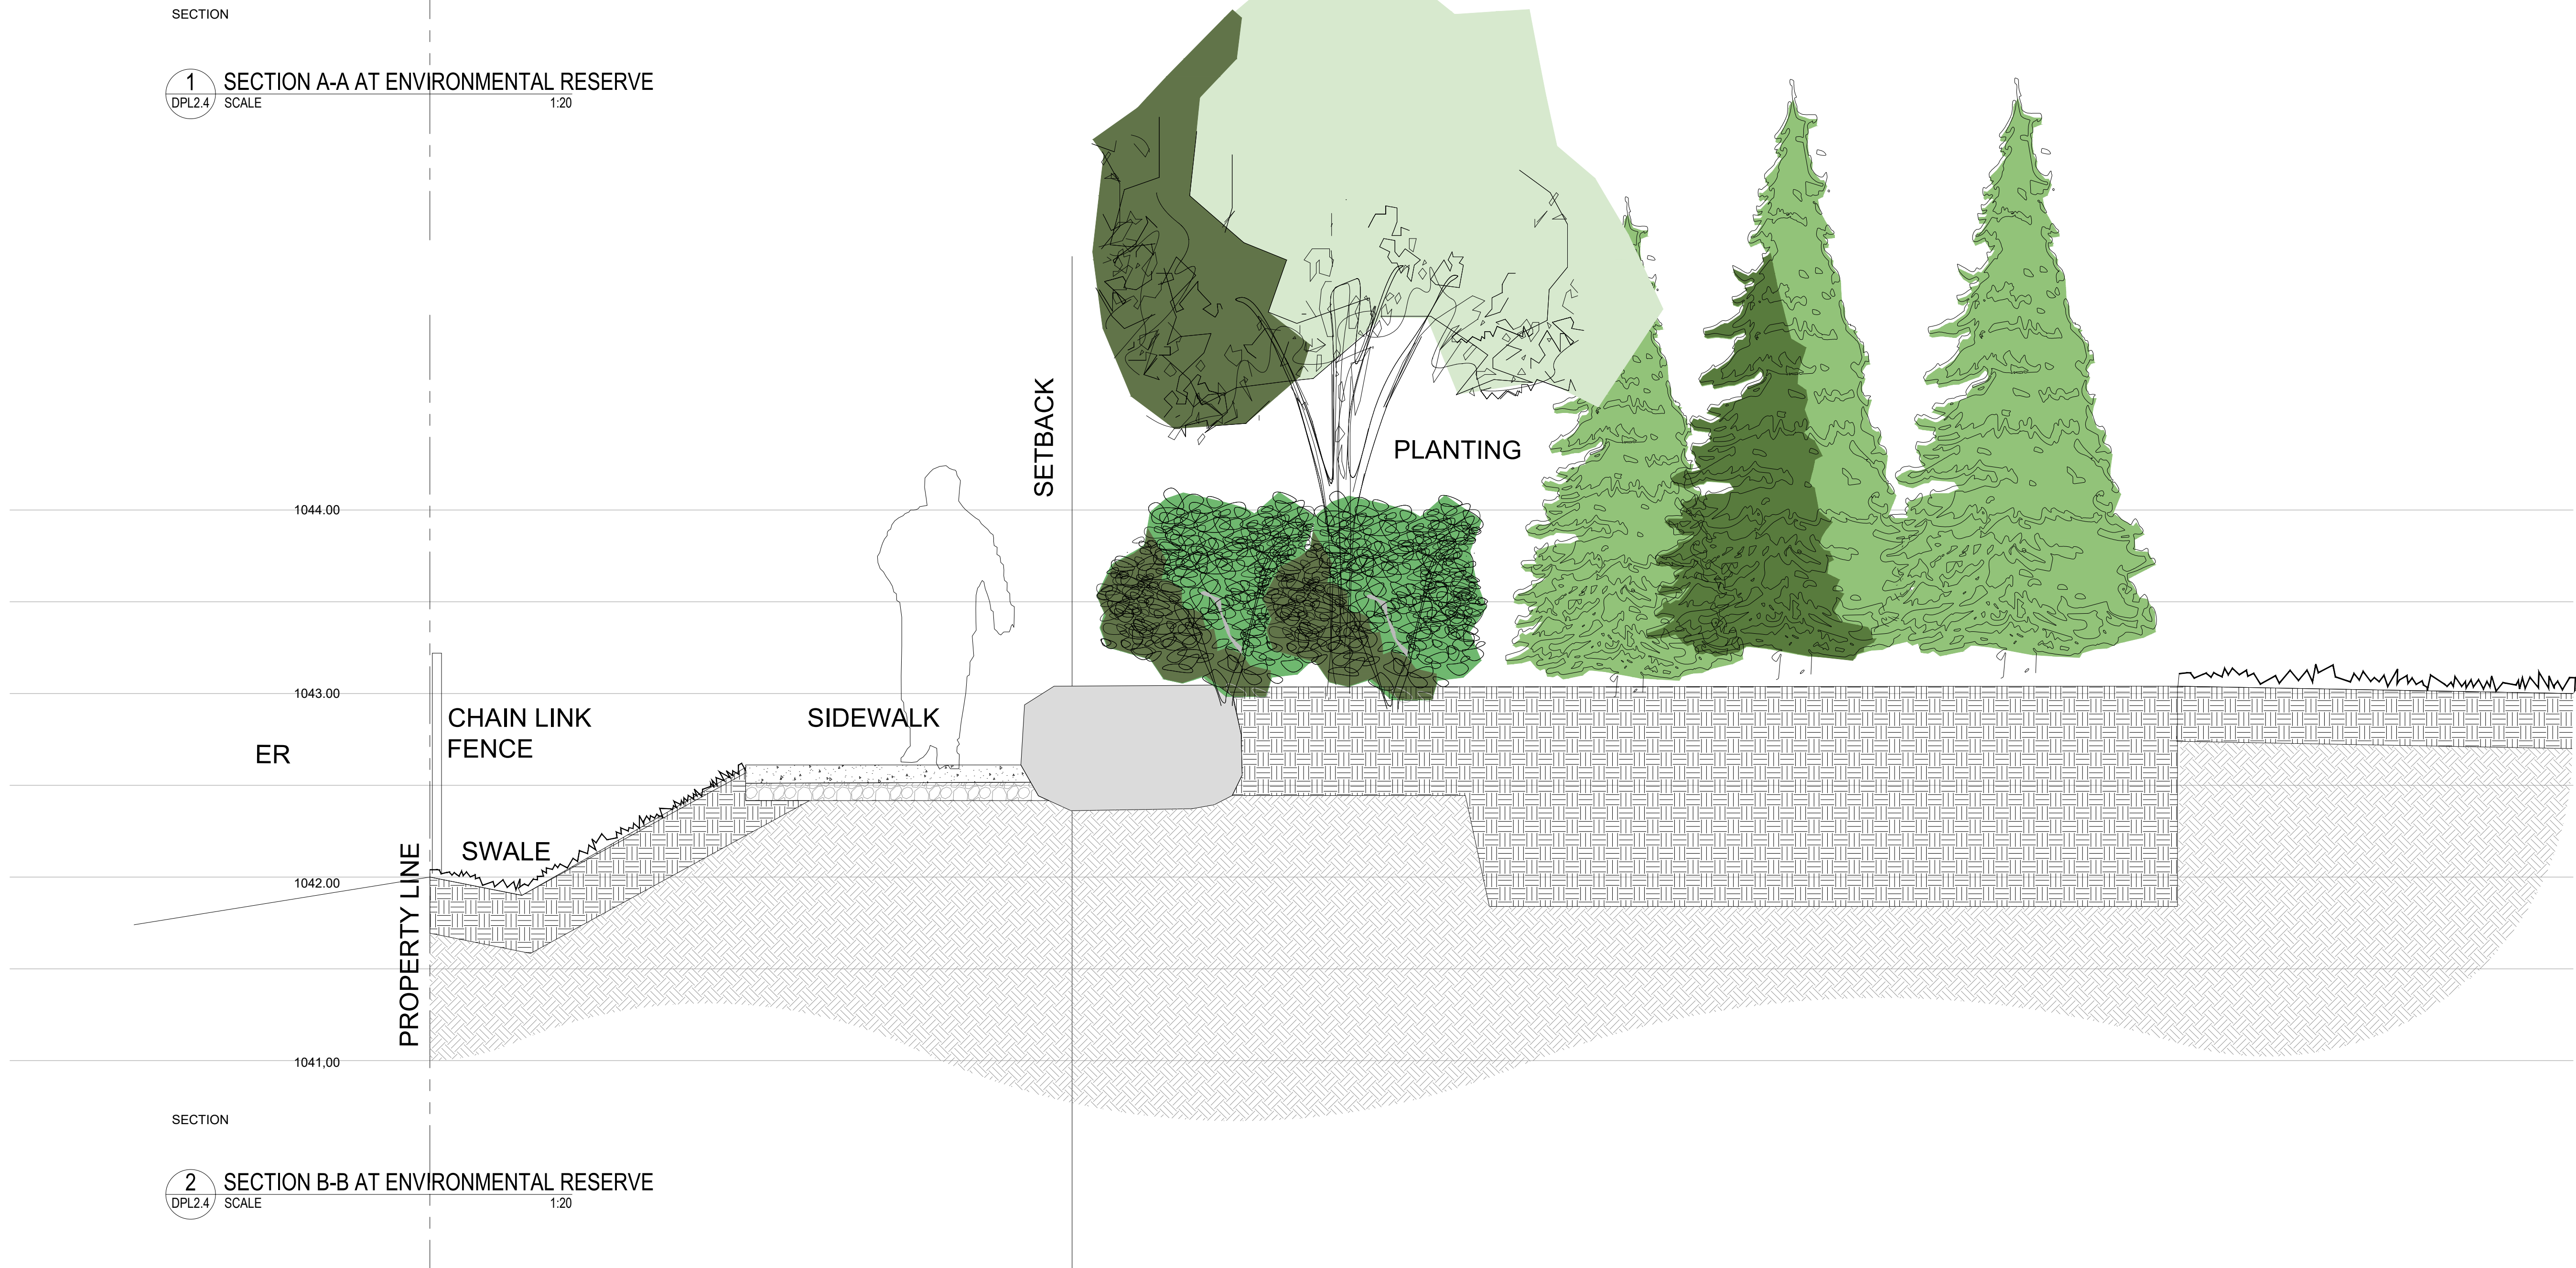 SECTION
1 SECTION A-A AT ENVIRONMENTAL RESERVE
DPL2.4 SCALE 1:20
SETBACK
PLANTING
1044.00
1043.00
CHAIN LINK
FENCE
SIDEWALK
ER
SWALE
1042.00
PROPERTY LINE
1041,00
SECTION
2 SECTION B-B AT ENVIRONMENTAL RESERVE
DPL2.4 SCALE 1:20